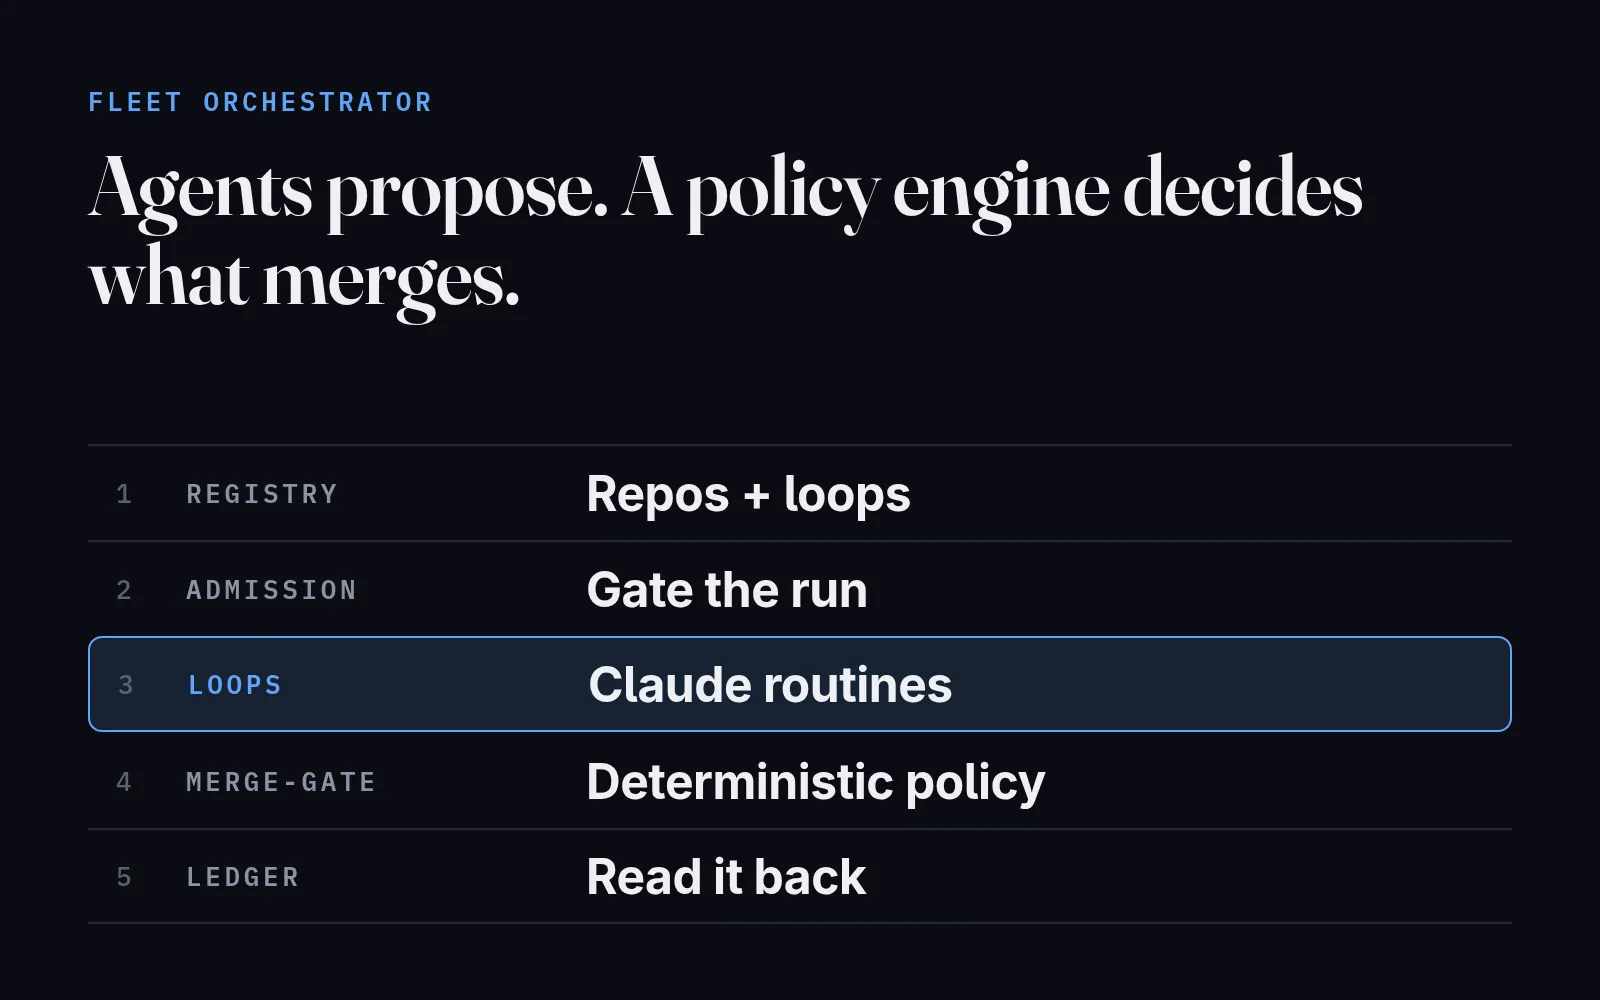 FLEET ORCHESTRATOR
Agents propose. A policy engine decides
what merges.
1 REGISTRY Repos + loops
2 ADMISSION Gate the run
3 LOOPS Claude routines
4 MERGE-GATE Deterministic policy
5 LEDGER Read it back